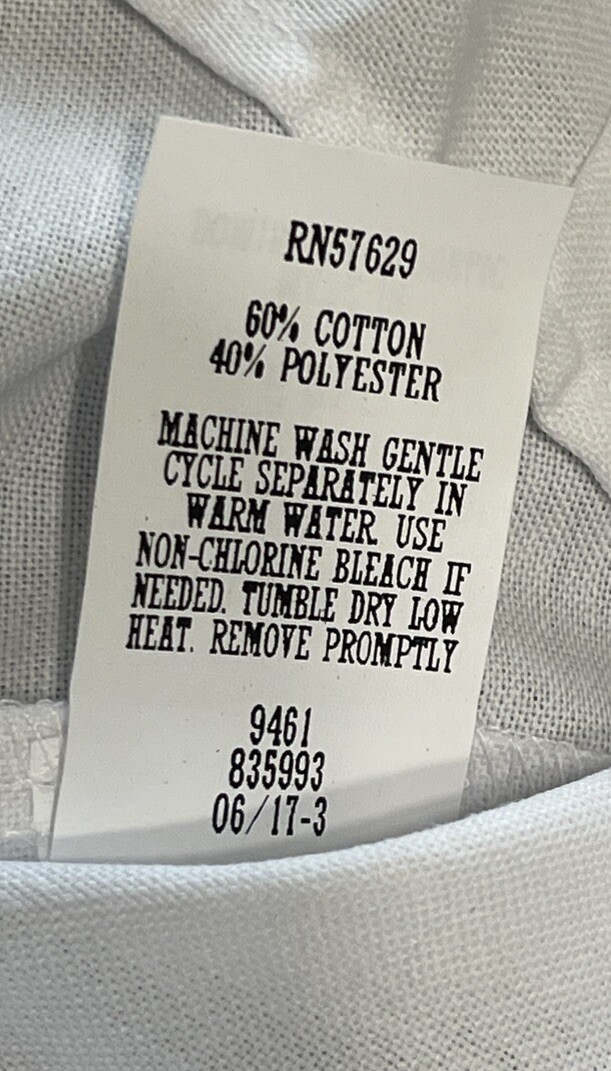 RN57629
60% COTTON
40% POLYESTER
MACHINE WASH GENTLE
CYCLE SEPARATELY IN
WARM WATER. USE
NON-CHLORINE BLEACH IF
NEEDED. TUMBLE DRY LOW
HEAT. REMOVE PROMPTLY
9461
835993
06/17-3